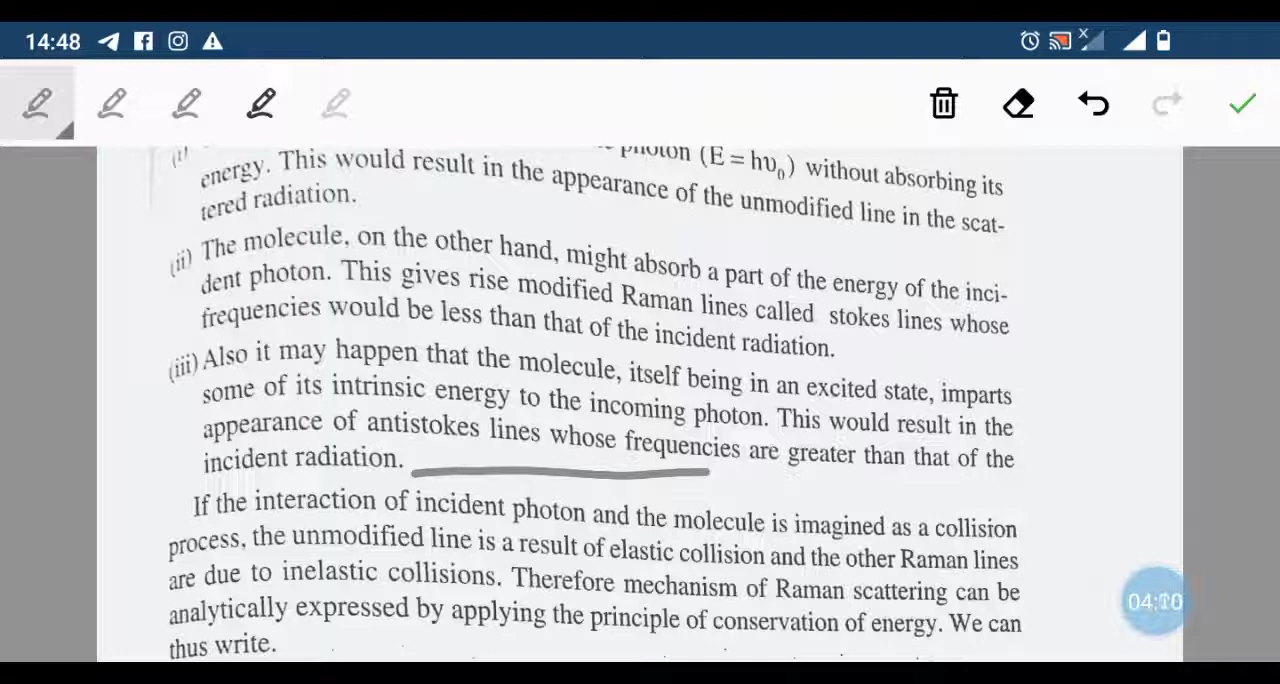 14:48
(i)
photon (E = hυ₀) without absorbing its
energy. This would result in the appearance of the unmodified line in the scat-
tered radiation.
(ii) The molecule, on the other hand, might absorb a part of the energy of the inci-
dent photon. This gives rise modified Raman lines called stokes lines whose
frequencies would be less than that of the incident radiation.
(iii) Also it may happen that the molecule, itself being in an excited state, imparts
some of its intrinsic energy to the incoming photon. This would result in the
appearance of antistokes lines whose frequencies are greater than that of the
incident radiation.
If the interaction of incident photon and the molecule is imagined as a collision
process, the unmodified line is a result of elastic collision and the other Raman lines
are due to inelastic collisions. Therefore mechanism of Raman scattering can be
analytically expressed by applying the principle of conservation of energy. We can
thus write.